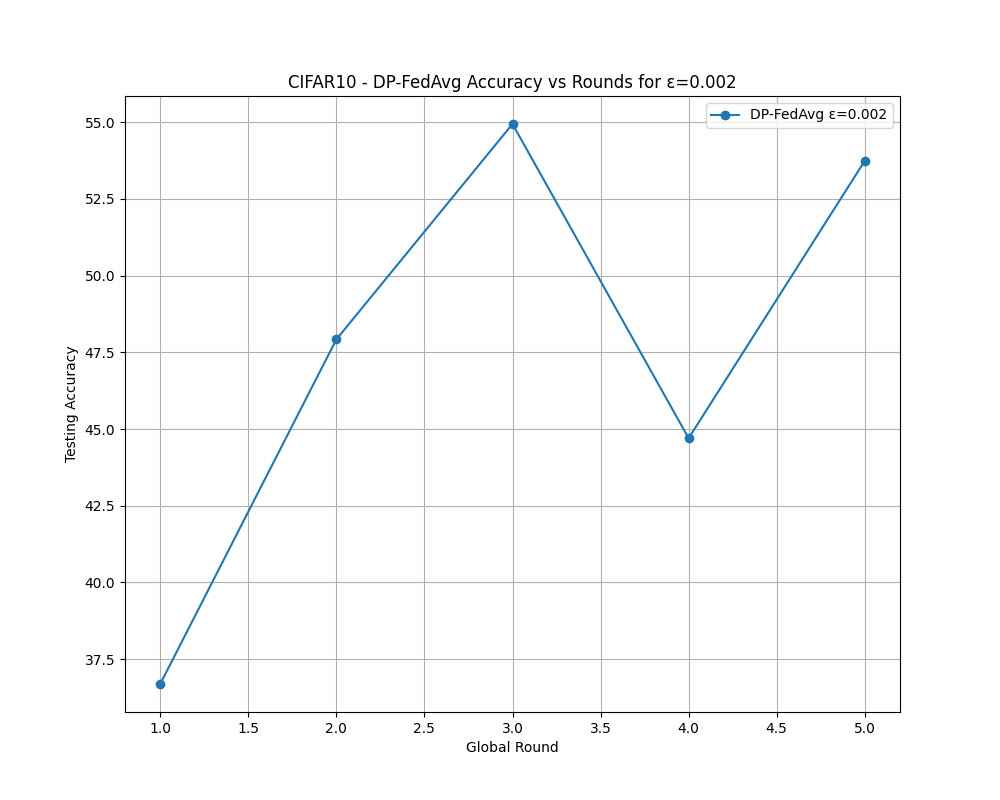 CIFAR10 - DP-FedAvg Accuracy vs Rounds for ε=0.002
DP-FedAvg ε=0.002
Testing Accuracy
55.0
52.5
50.0
47.5
45.0
42.5
40.0
37.5
1.0 1.5 2.0 2.5 3.0 3.5 4.0 4.5 5.0
Global Round